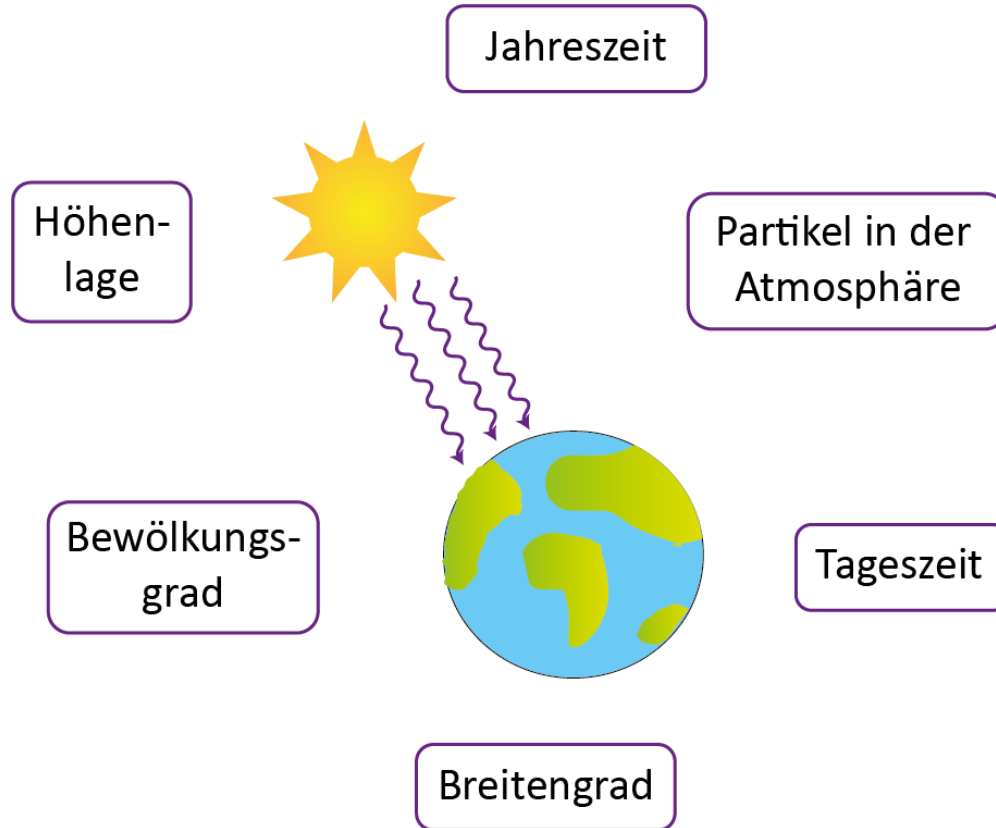 Jahreszeit
Höhen-
lage
Partikel in der
Atmosphäre
Bewölkungs-
grad
Tageszeit
Breitengrad